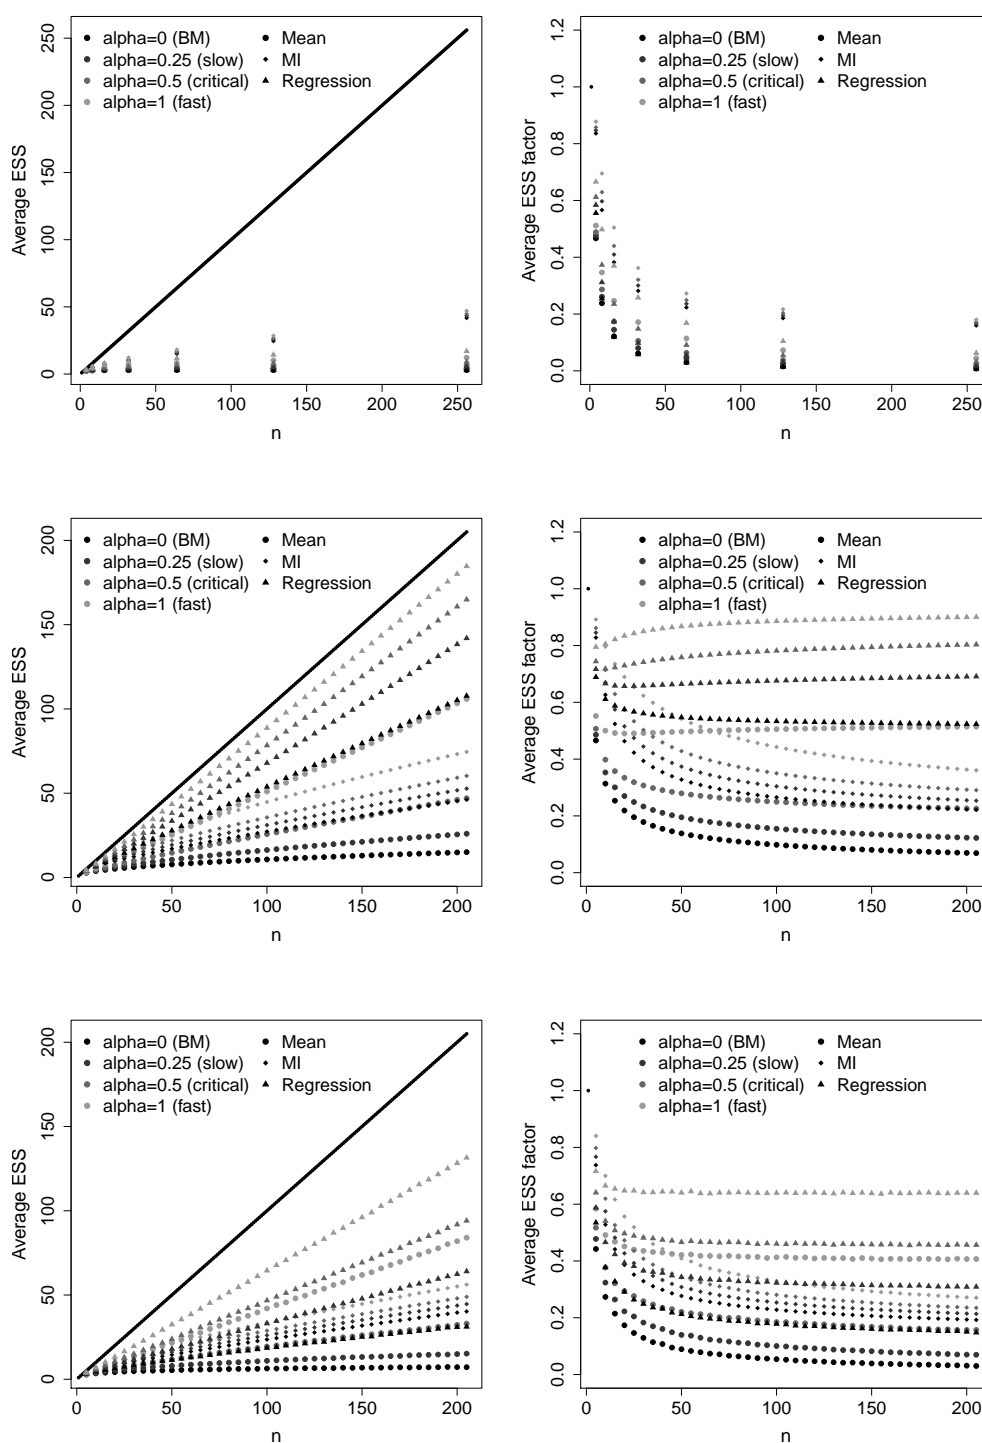 alpha=0 (BM) Mean
alpha=0.25 (slow) MI
alpha=0.5 (critical) Regression
alpha=1 (fast)
Average ESS
0 50 100 150 200 250
0 50 100 150 200 250
n
alpha=0 (BM) Mean
alpha=0.25 (slow) MI
alpha=0.5 (critical) Regression
alpha=1 (fast)
Average ESS factor
0.0 0.2 0.4 0.6 0.8 1.0 1.2
0 50 100 150 200 250
n
alpha=0 (BM) Mean
alpha=0.25 (slow) MI
alpha=0.5 (critical) Regression
alpha=1 (fast)
Average ESS
0 50 100 150 200
0 50 100 150 200
n
alpha=0 (BM) Mean
alpha=0.25 (slow) MI
alpha=0.5 (critical) Regression
alpha=1 (fast)
Average ESS factor
0.0 0.2 0.4 0.6 0.8 1.0 1.2
0 50 100 150 200
n
alpha=0 (BM) Mean
alpha=0.25 (slow) MI
alpha=0.5 (critical) Regression
alpha=1 (fast)
Average ESS
0 50 100 150 200
0 50 100 150 200
n
alpha=0 (BM) Mean
alpha=0.25 (slow) MI
alpha=0.5 (critical) Regression
alpha=1 (fast)
Average ESS factor
0.0 0.2 0.4 0.6 0.8 1.0 1.2
0 50 100 150 200
n